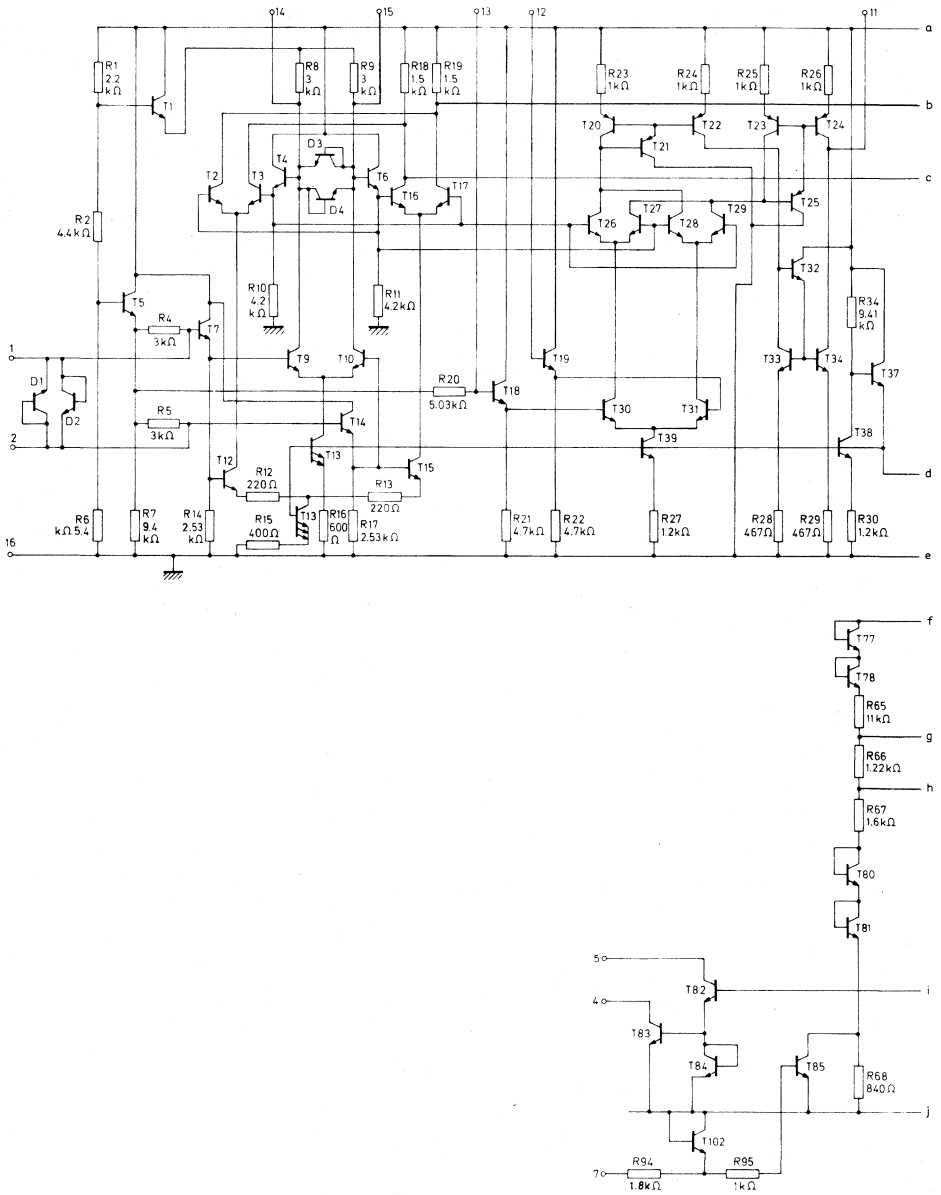 14
15
13
12
11
a
R1
2.2
kΩ
T1
R8
3
kΩ
R9
3
kΩ
R18
1.5
kΩ
R19
1.5
kΩ
R23
1kΩ
R24
1kΩ
R25
1kΩ
R26
1kΩ
b
T20
T22
T23
T24
T21
D3
T2
T3
T4
T6
T16
T17
D4
c
T25
T26
T27
T28
T29
R2
4.4kΩ
T32
R10
4.2
kΩ
R11
4.2kΩ
R34
9.41
kΩ
T5
R4
3kΩ
T7
1
T9
T10
T19
T33
T34
T37
D1
D2
R20
5.03kΩ
T18
T30
T31
R5
3kΩ
T14
2
T13
T39
T38
T12
R12
220Ω
T15
R13
220Ω
d
R6
kΩ 5.4
R7
9.4
kΩ
R14
2.53
kΩ
R15
400Ω
T13
R16
600
Ω
R17
2.53kΩ
R21
4.7kΩ
R22
4.7kΩ
R27
1.2kΩ
R28
467Ω
R29
467Ω
R30
1.2kΩ
16
e
f
T77
T78
R65
11kΩ
g
R66
1.22kΩ
h
R67
1.6kΩ
T80
T81
5
T82
i
4
T83
T84
T85
R68
840Ω
j
T102
7
R94
1.8kΩ
R95
1kΩ